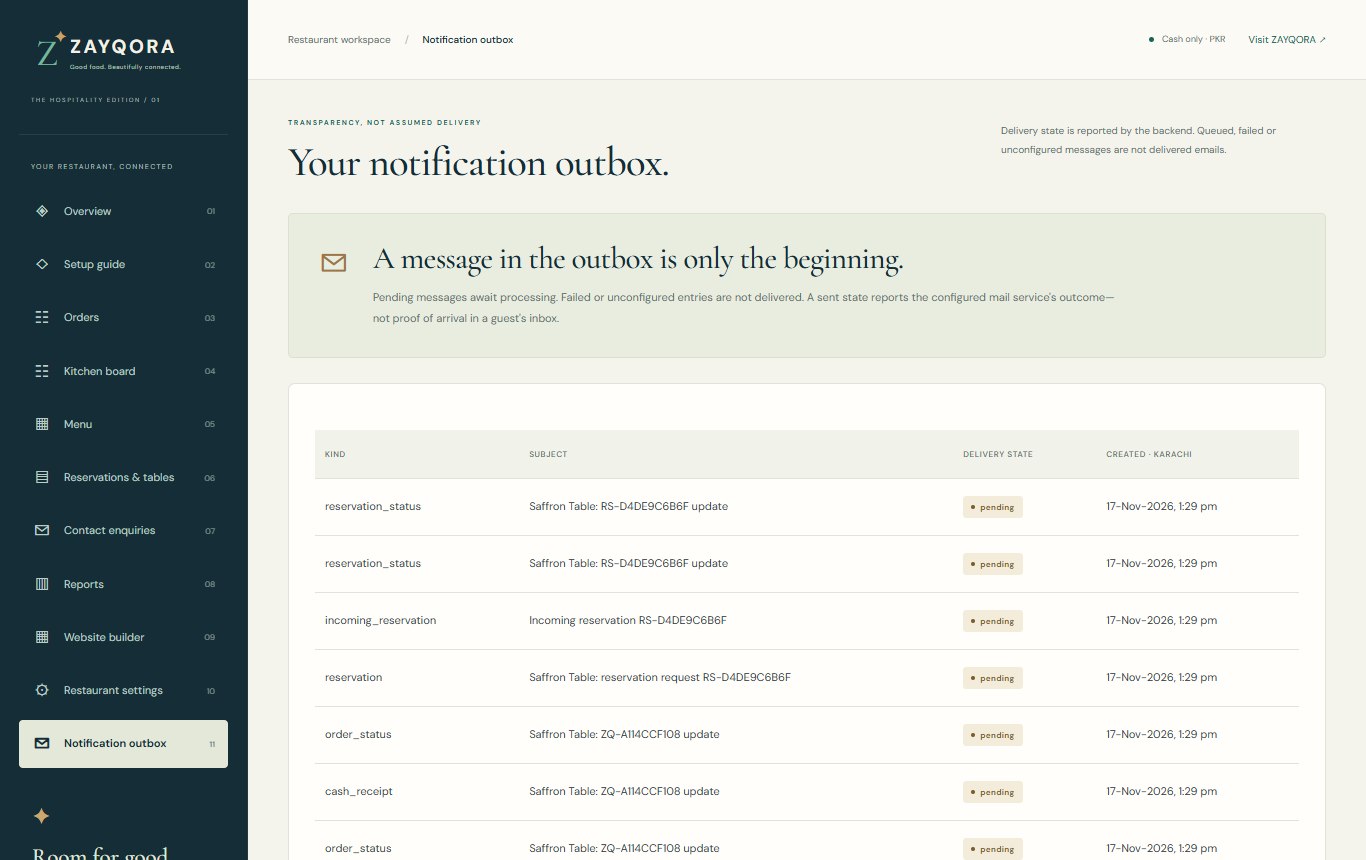 ZAYQORA
Good food. Beautifully connected.
THE HOSPITALITY EDITION / 01
YOUR RESTAURANT, CONNECTED
Overview 01
Setup guide 02
Orders 03
Kitchen board 04
Menu 05
Reservations & tables 06
Contact enquiries 07
Reports 08
Website builder 09
Restaurant settings 10
Notification outbox 11
Room for good
Restaurant workspace / Notification outbox
Cash only · PKR Visit ZAYQORA ↗
TRANSPARENCY, NOT ASSUMED DELIVERY
Your notification outbox.
Delivery state is reported by the backend. Queued, failed or
unconfigured messages are not delivered emails.
A message in the outbox is only the beginning.
Pending messages await processing. Failed or unconfigured entries are not delivered. A sent state reports the configured mail service's outcome—
not proof of arrival in a guest's inbox.
KIND SUBJECT DELIVERY STATE CREATED · KARACHI
reservation_status Saffron Table: RS-D4DE9C6B6F update pending 17-Nov-2026, 1:29 pm
reservation_status Saffron Table: RS-D4DE9C6B6F update pending 17-Nov-2026, 1:29 pm
incoming_reservation Incoming reservation RS-D4DE9C6B6F pending 17-Nov-2026, 1:29 pm
reservation Saffron Table: reservation request RS-D4DE9C6B6F pending 17-Nov-2026, 1:29 pm
order_status Saffron Table: ZQ-A114CCF108 update pending 17-Nov-2026, 1:29 pm
cash_receipt Saffron Table: ZQ-A114CCF108 update pending 17-Nov-2026, 1:29 pm
order_status Saffron Table: ZQ-A114CCF108 update pending 17-Nov-2026, 1:29 pm